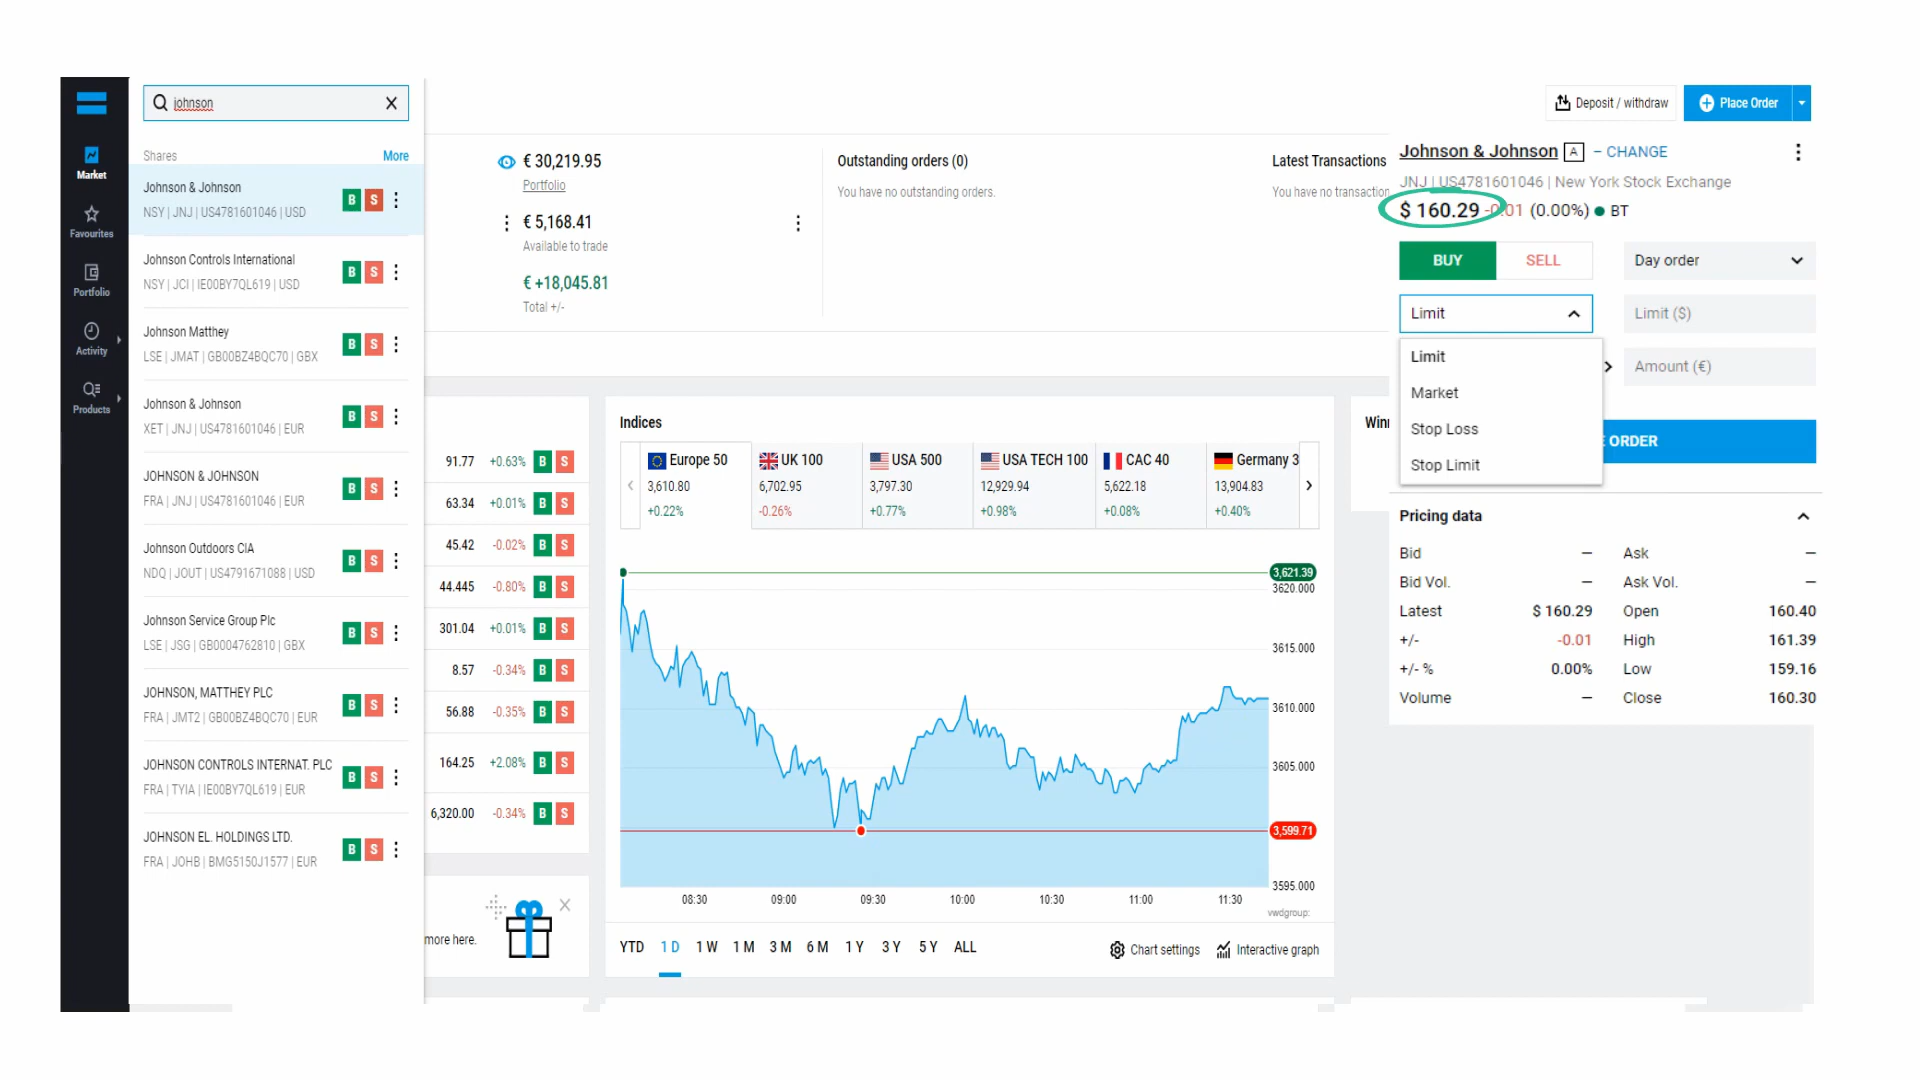 johnson
Shares
More
Johnson & Johnson
B S
NSY | JNJ | US4781601046 | USD
Johnson Controls International
B S
NSY | JCI | IE00BY7QL619 | USD
Johnson Matthey
B S
LSE | JMAT | GB00BZ4BQC70 | GBX
Johnson & Johnson
B S
XET | JNJ | US4781601046 | EUR
JOHNSON & JOHNSON
B S
FRA | JNJ | US4781601046 | EUR
Johnson Outdoors CIA
B S
NDQ | JOUT | US4791671088 | USD
Johnson Service Group Plc
B S
LSE | JSG | GB0004762810 | GBX
JOHNSON, MATTHEY PLC
B S
FRA | JMT2 | GB00BZ4BQC70 | EUR
JOHNSON CONTROLS INTERNAT. PLC
B S
FRA | TYIA | IE00BY7QL619 | EUR
JOHNSON EL. HOLDINGS LTD.
B S
FRA | JOHB | BMG5150J1577 | EUR
Market
Favourites
Portfolio
Activity
Products
€ 30,219.95
Portfolio
€ 5,168.41
Available to trade
€ +18,045.81
Total +/-
Outstanding orders (0)
You have no outstanding orders.
Latest Transactions
You have no transaction
91.77 +0.63% B S
63.34 +0.01% B S
45.42 -0.02% B S
44.445 -0.80% B S
301.04 +0.01% B S
8.57 -0.34% B S
56.88 -0.35% B S
164.25 +2.08% B S
6,320.00 -0.34% B S
more here.
Indices
Europe 50
3,610.80
+0.22%
UK 100
6,702.95
-0.26%
USA 500
3,797.30
+0.77%
USA TECH 100
12,929.94
+0.98%
CAC 40
5,622.18
+0.08%
Germany 3
13,904.83
+0.40%
3,621.39
3620.000
3615.000
3610.000
3605.000
3,599.71
3595.000
08:30 09:00 09:30 10:00 10:30 11:00 11:30
vwdgroup:
YTD 1 D 1 W 1 M 3 M 6 M 1 Y 3 Y 5 Y ALL
Chart settings
Interactive graph
Deposit / withdraw
Place Order
Johnson & Johnson A – CHANGE
JNJ | US4781601046 | New York Stock Exchange
$ 160.29 -0.01 (0.00%) BT
BUY SELL
Day order
Limit
Limit ($)
Limit
Market
Stop Loss
Stop Limit
Amount (€)
ORDER
Pricing data
Bid – Ask –
Bid Vol. – Ask Vol. –
Latest $ 160.29 Open 160.40
+/- -0.01 High 161.39
+/- % 0.00% Low 159.16
Volume – Close 160.30